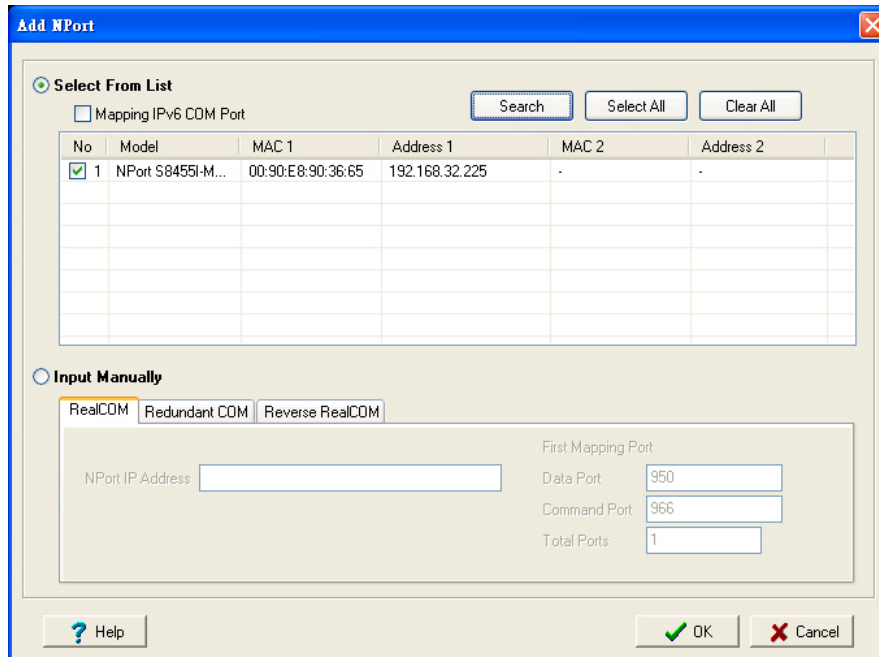 Add NPort
Select From List
Mapping IPv6 COM Port
Search
Select All
Clear All
No Model MAC 1 Address 1 MAC 2 Address 2
1 NPort S8455I-M... 00:90:E8:90:36:65 192.168.32.225 - -
Input Manually
RealCOM Redundant COM Reverse RealCOM
First Mapping Port
NPort IP Address Data Port 950
Command Port 966
Total Ports 1
? Help OK Cancel